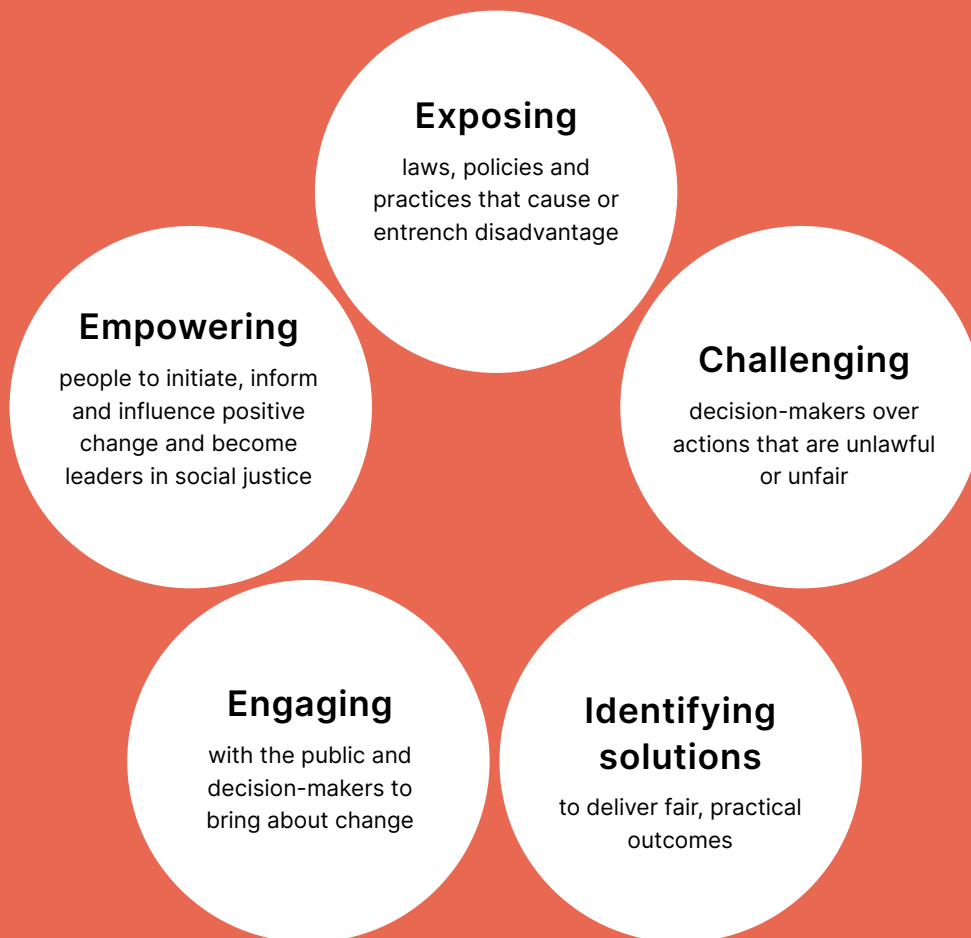 Exposing
laws, policies and
practices that cause or
entrench disadvantage
Challenging
decision-makers over
actions that are unlawful
or unfair
Identifying
solutions
to deliver fair, practical
outcomes
Engaging
with the public and
decision-makers to
bring about change
Empowering
people to initiate, inform
and influence positive
change and become
leaders in social justice